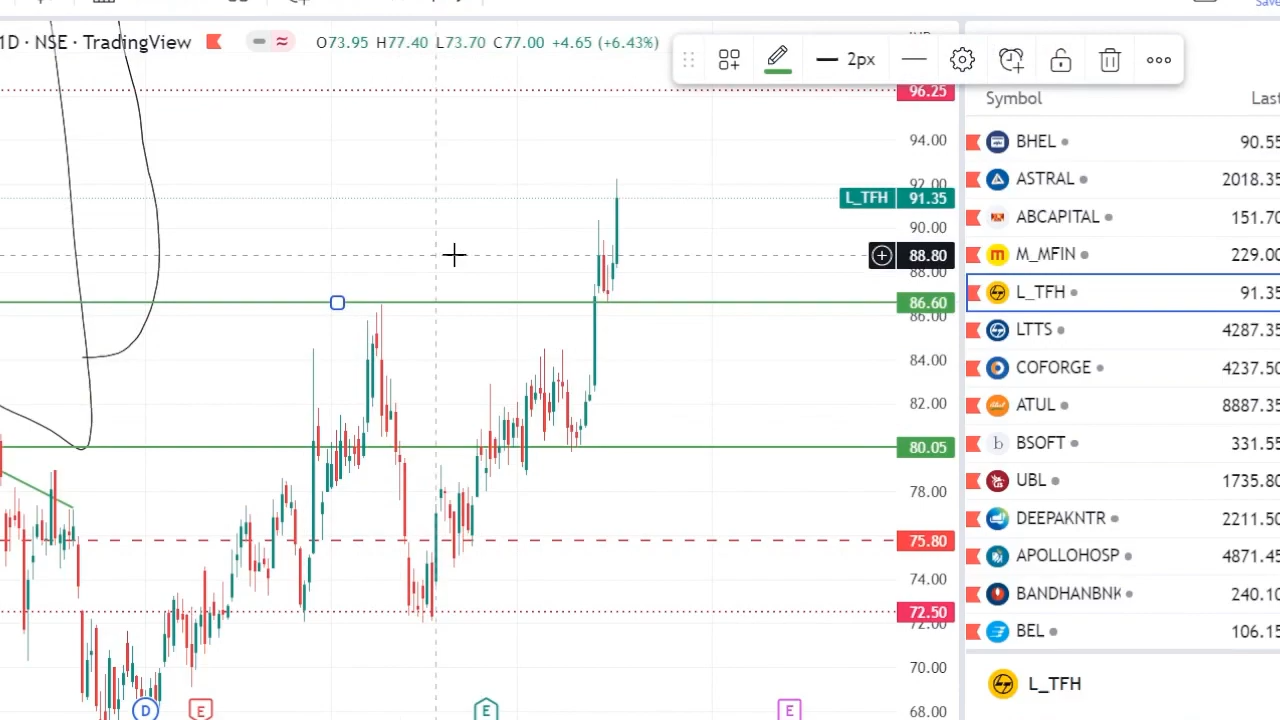 Save
1D · NSE · TradingView O73.95 H77.40 L73.70 C77.00 +4.65 (+6.43%)
2px
96.25
94.00
92.00
L_TFH 91.35
90.00
88.80
88.00
86.60
86.00
84.00
82.00
80.05
78.00
75.80
74.00
72.50
72.00
70.00
68.00
D
E
E
E
Symbol Last
BHEL 90.55
ASTRAL 2018.35
ABCAPITAL 151.70
M_MFIN 229.00
L_TFH 91.35
LTTS 4287.35
COFORGE 4237.50
ATUL 8887.35
BSOFT 331.55
UBL 1735.80
DEEPAKNTR 2211.50
APOLLOHOSP 4871.45
BANDHANBNK 240.10
BEL 106.15
L_TFH